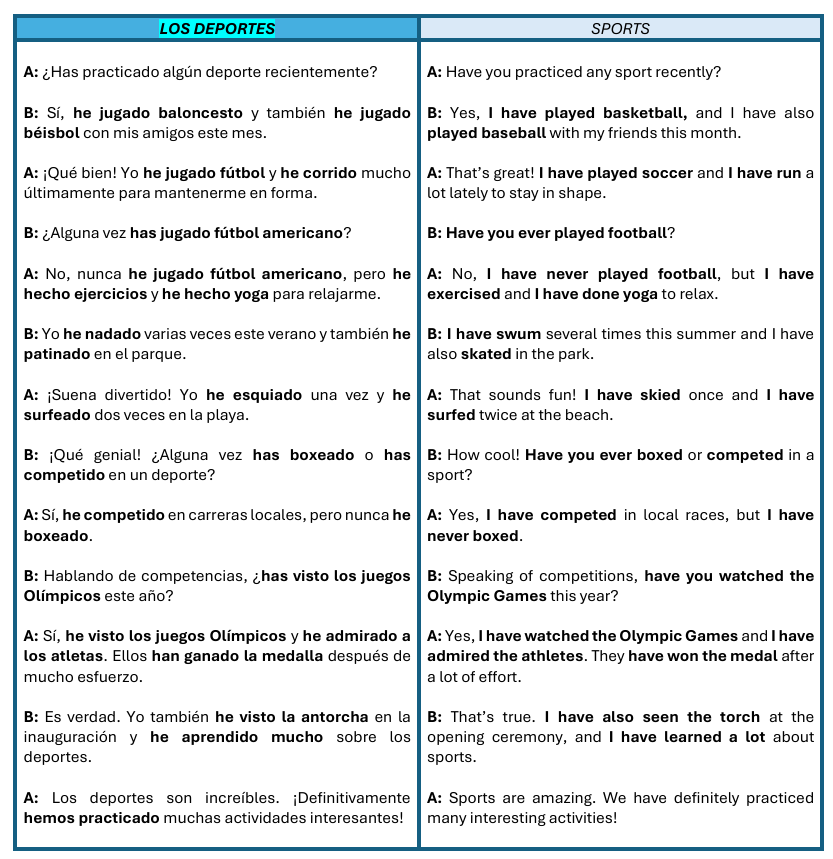 LOS DEPORTES
A: ¿Has practicado algún deporte recientemente?
B: Sí, he jugado baloncesto y también he jugado
béisbol con mis amigos este mes.
A: ¡Qué bien! Yo he jugado fútbol y he corrido mucho
últimamente para mantenerme en forma.
B: ¿Alguna vez has jugado fútbol americano?
A: No, nunca he jugado fútbol americano, pero he
hecho ejercicios y he hecho yoga para relajarme.
B: Yo he nadado varias veces este verano y también he
patinado en el parque.
A: ¡Suena divertido! Yo he esquiado una vez y he
surfeado dos veces en la playa.
B: ¡Qué genial! ¿Alguna vez has boxeado o has
competido en un deporte?
A: Sí, he competido en carreras locales, pero nunca he
boxeado.
B: Hablando de competencias, ¿has visto los juegos
Olímpicos este año?
A: Sí, he visto los juegos Olímpicos y he admirado a
los atletas. Ellos han ganado la medalla después de
mucho esfuerzo.
B: Es verdad. Yo también he visto la antorcha en la
inauguración y he aprendido mucho sobre los
deportes.
A: Los deportes son increíbles. ¡Definitivamente
hemos practicado muchas actividades interesantes!
SPORTS
A: Have you practiced any sport recently?
B: Yes, I have played basketball, and I have also
played baseball with my friends this month.
A: That's great! I have played soccer and I have run a
lot lately to stay in shape.
B: Have you ever played football?
A: No, I have never played football, but I have
exercised and I have done yoga to relax.
B: I have swum several times this summer and I have
also skated in the park.
A: That sounds fun! I have skied once and I have
surfed twice at the beach.
B: How cool! Have you ever boxed or competed in a
sport?
A: Yes, I have competed in local races, but I have
never boxed.
B: Speaking of competitions, have you watched the
Olympic Games this year?
A: Yes, I have watched the Olympic Games and I have
admired the athletes. They have won the medal after
a lot of effort.
B: That's true. I have also seen the torch at the
opening ceremony, and I have learned a lot about
sports.
A: Sports are amazing. We have definitely practiced
many interesting activities!